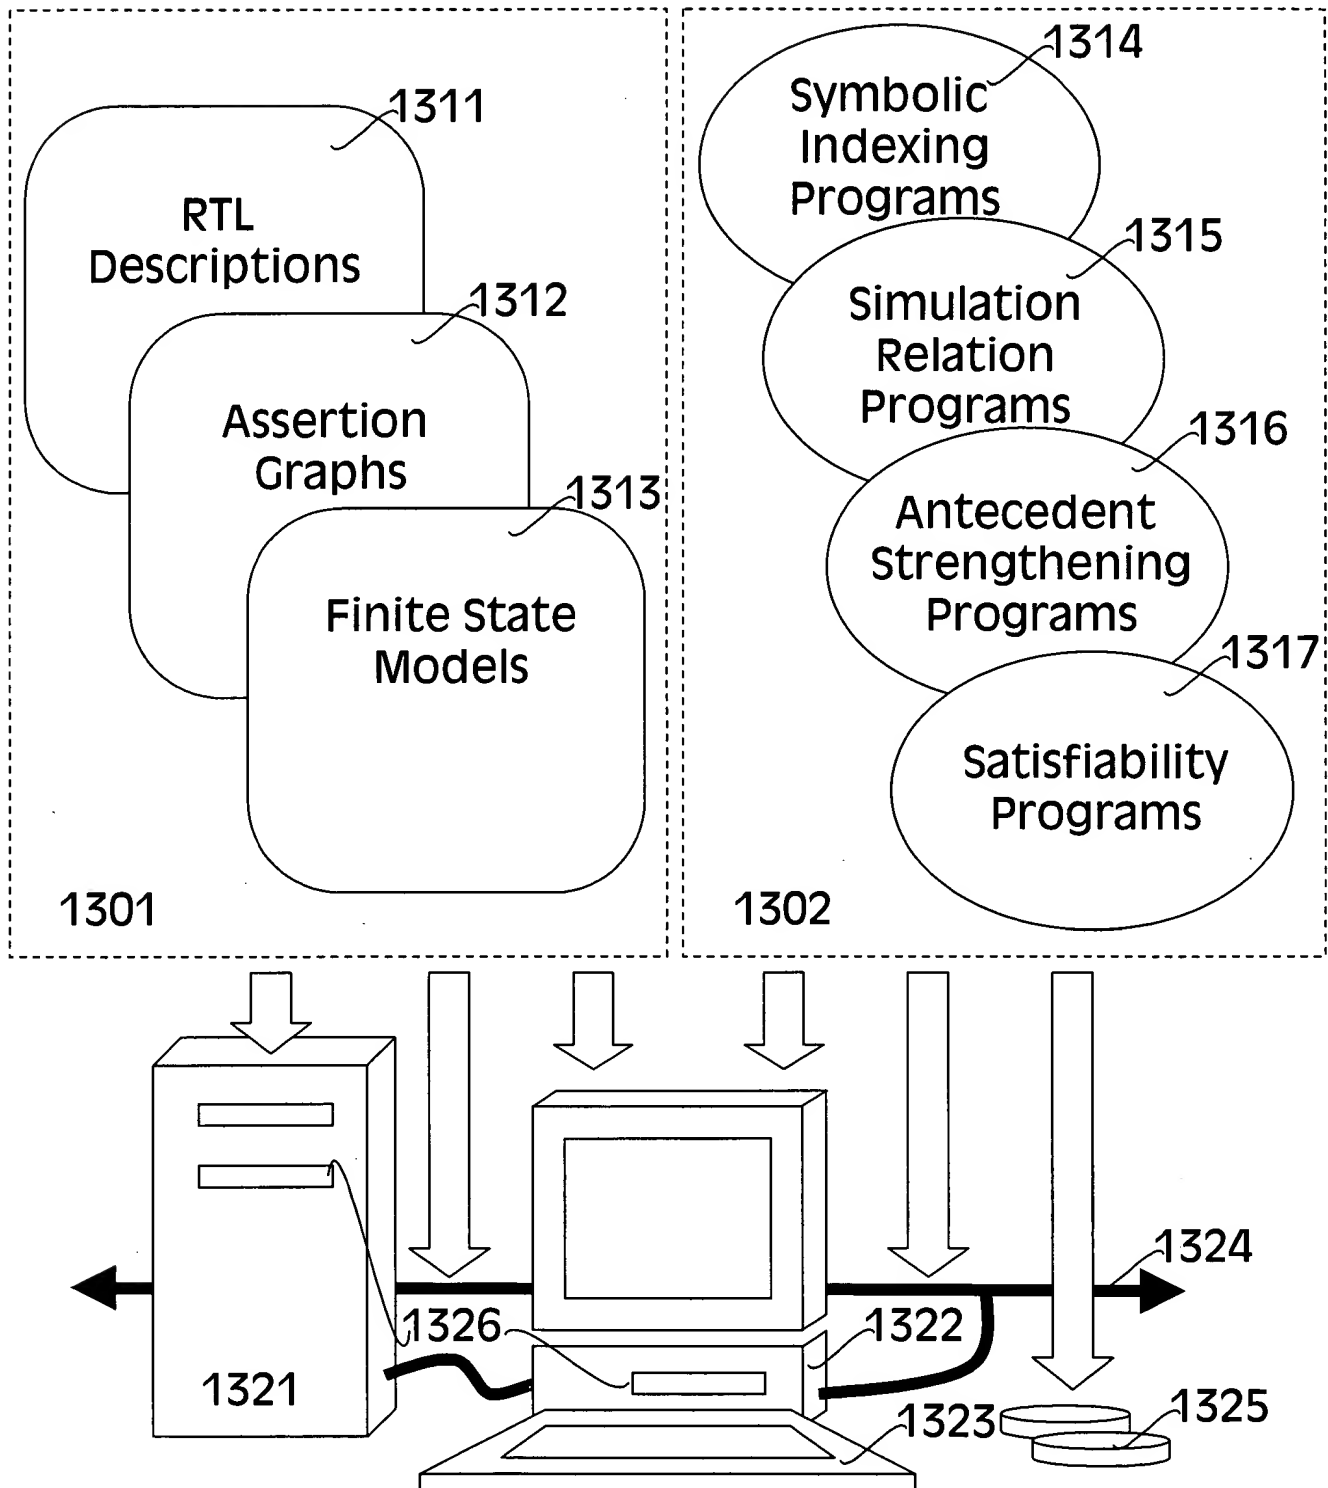 1311
RTL
Descriptions
1312
Assertion
Graphs
1313
Finite State
Models
1301
1314
Symbolic
Indexing
Programs
1315
Simulation
Relation
Programs
1316
Antecedent
Strengthening
Programs
1317
Satisfiability
Programs
1302
1324
1326
1322
1321
1323
1325